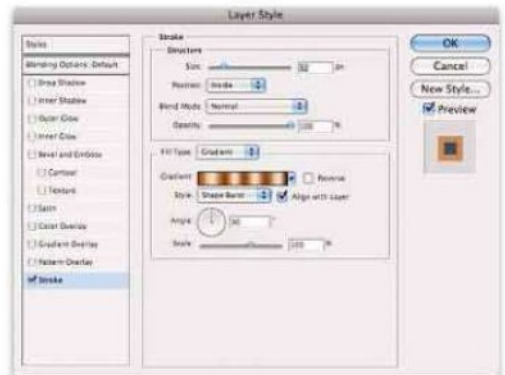 Layer Style
Styles
Blending Options: Default
Drop Shadow
Inner Shadow
Outer Glow
Inner Glow
Bevel and Emboss
Contour
Texture
Satin
Color Overlay
Gradient Overlay
Pattern Overlay
Stroke
Stroke
Structure
Size: px
Position: Inside
Blend Mode: Normal
Opacity: 100 %
Fill Type: Gradient
Gradient: Reverse
Style: Shape Burst Align with Layer
Angle: 90 °
Scale: 100 %
OK
Cancel
New Style...
Preview